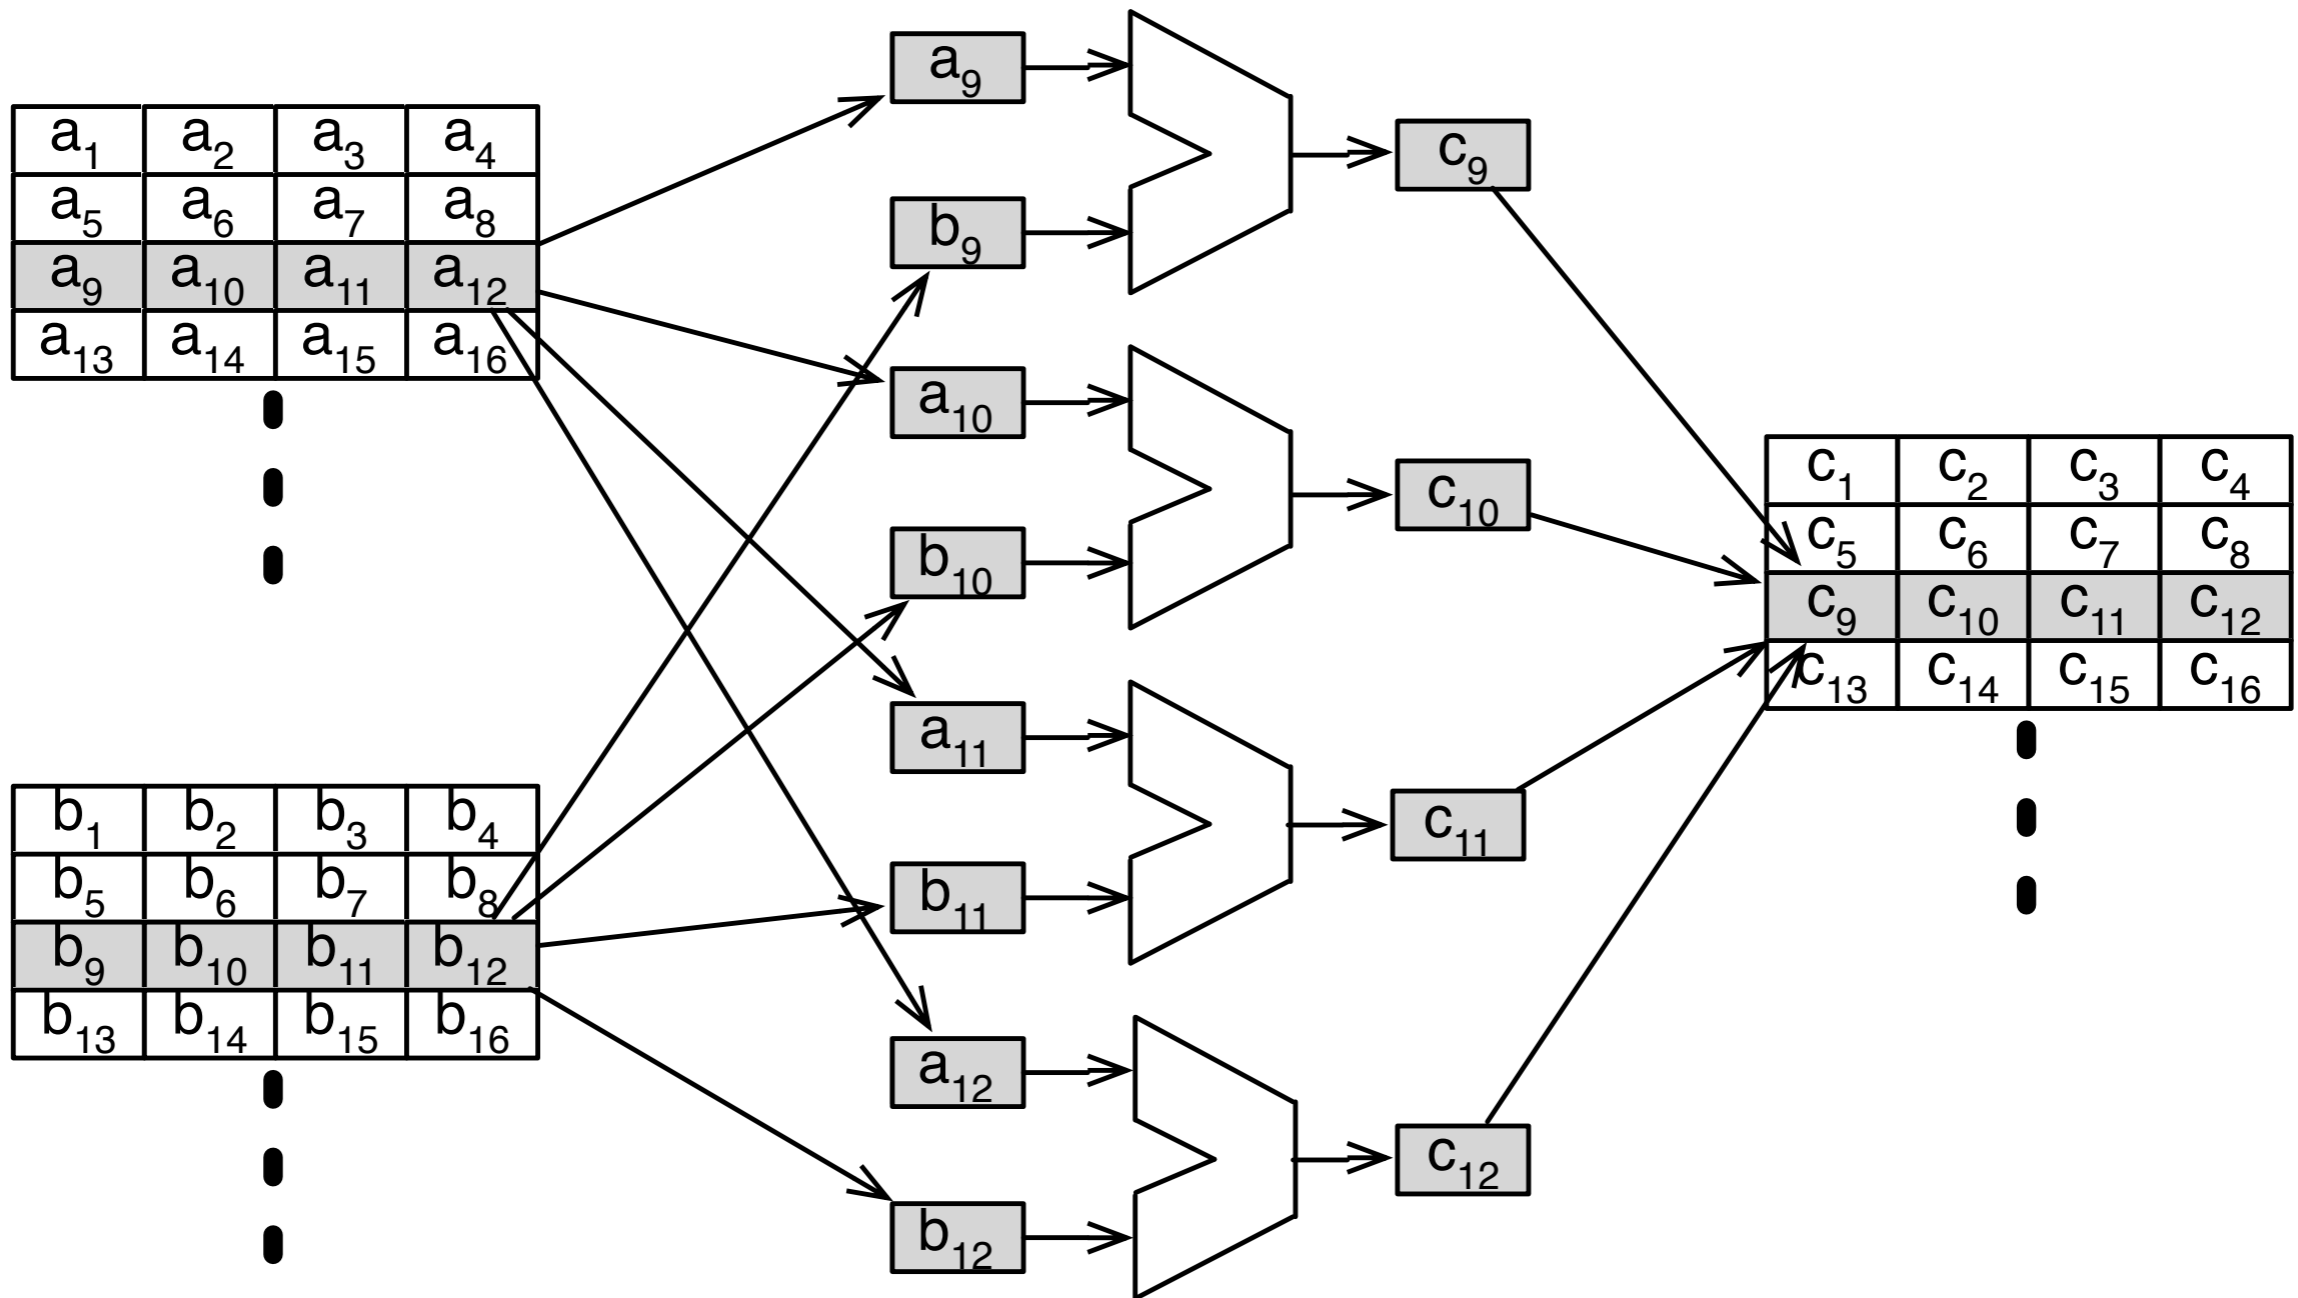 a1 a2 a3 a4
a5 a6 a7 a8
a9 a10 a11 a12
a13 a14 a15 a16
b1 b2 b3 b4
b5 b6 b7 b8
b9 b10 b11 b12
b13 b14 b15 b16
a9
b9
a10
b10
a11
b11
a12
b12
c9
c10
c11
c12
c1 c2 c3 c4
c5 c6 c7 c8
c9 c10 c11 c12
c13 c14 c15 c16